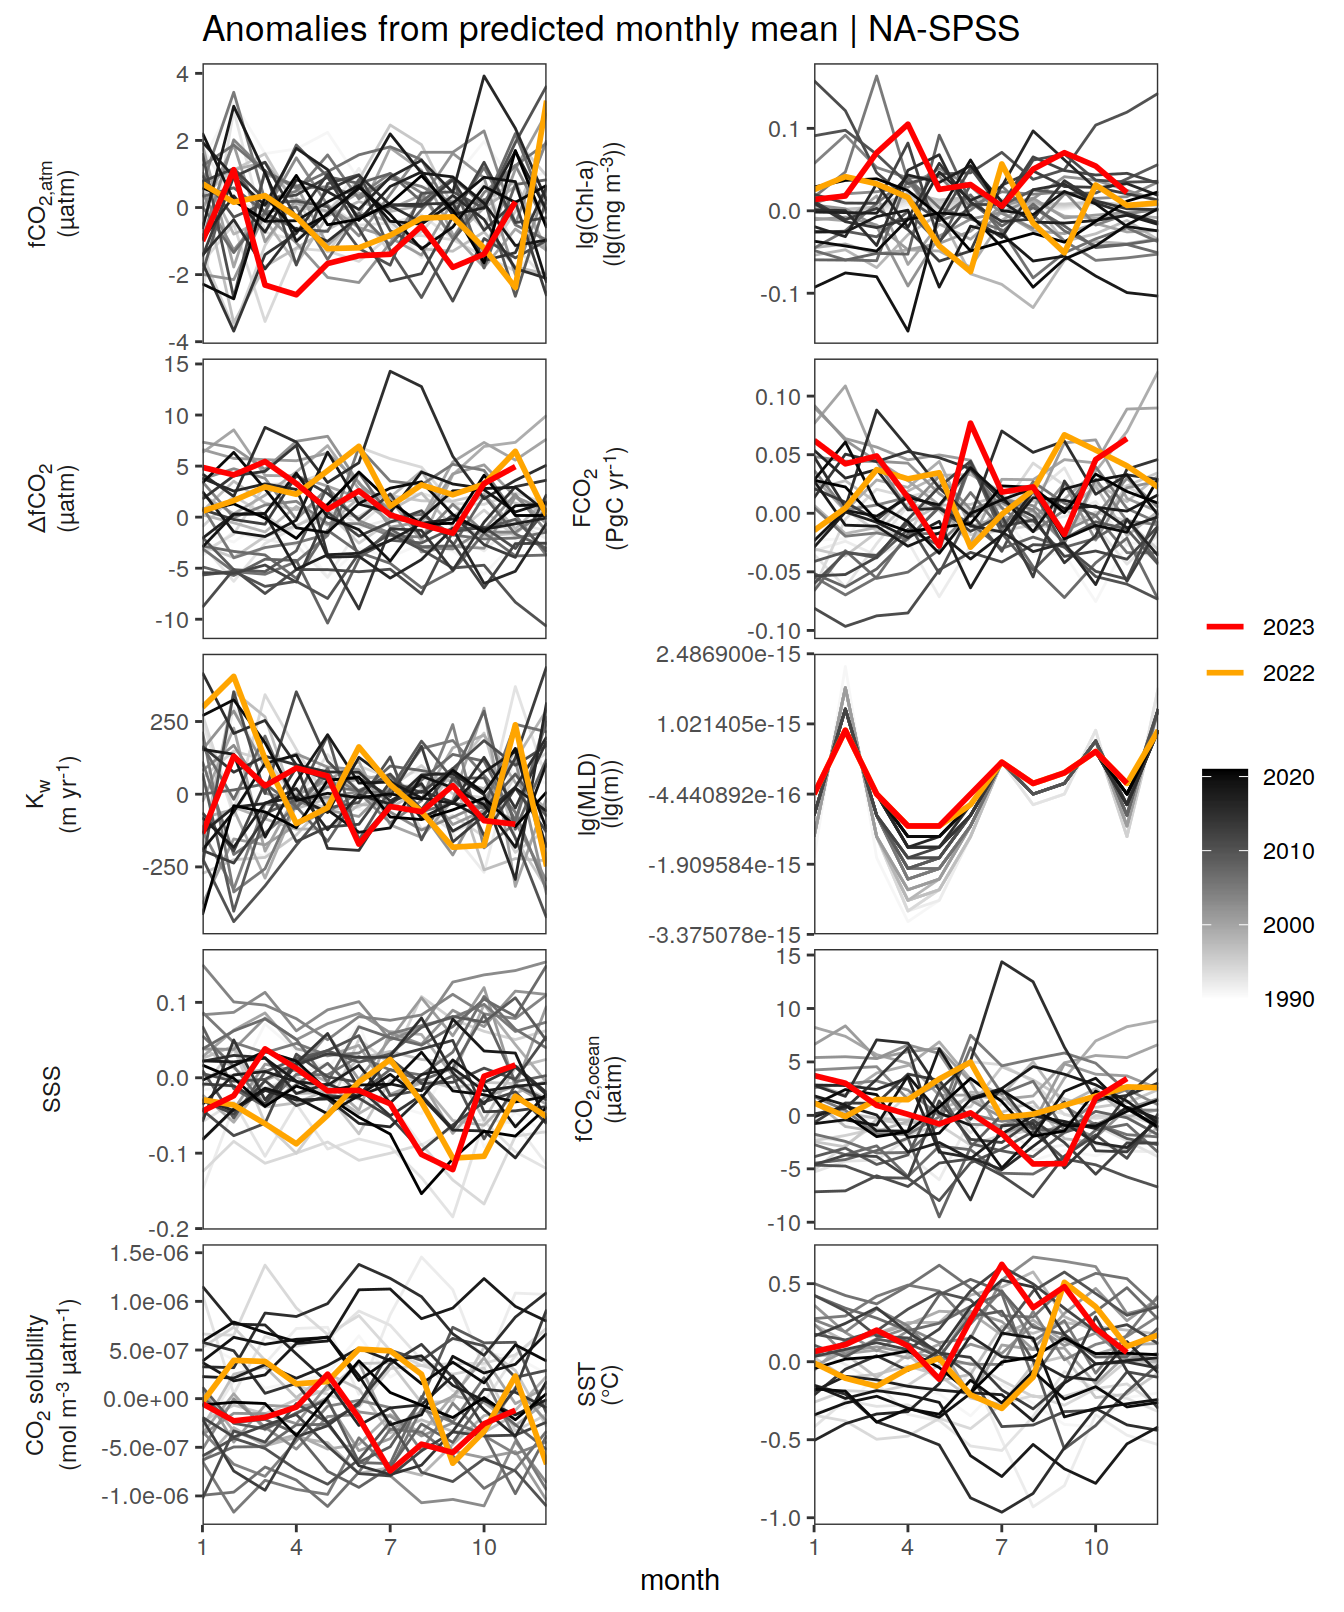 Anomalies from predicted monthly mean | NA-SPSS
fCO2,atm
(µatm)
4
2
0
-2
-4
lg(Chl-a)
(lg(mg m-3))
0.1
0.0
-0.1
ΔfCO2
(µatm)
15
10
5
0
-5
-10
FCO2
(PgC yr-1)
0.10
0.05
0.00
-0.05
-0.10
Kw
(m yr-1)
250
0
-250
lg(MLD)
(lg(m))
2.486900e-15
1.021405e-15
-4.440892e-16
-1.909584e-15
-3.375078e-15
SSS
0.1
0.0
-0.1
-0.2
fCO2,ocean
(µatm)
15
10
5
0
-5
-10
CO2 solubility
(mol m-3 µatm-1)
1.5e-06
1.0e-06
5.0e-07
0.0e+00
-5.0e-07
-1.0e-06
SST
(°C)
0.5
0.0
-0.5
-1.0
1 4 7 10
1 4 7 10
month
2023
2022
2020
2010
2000
1990